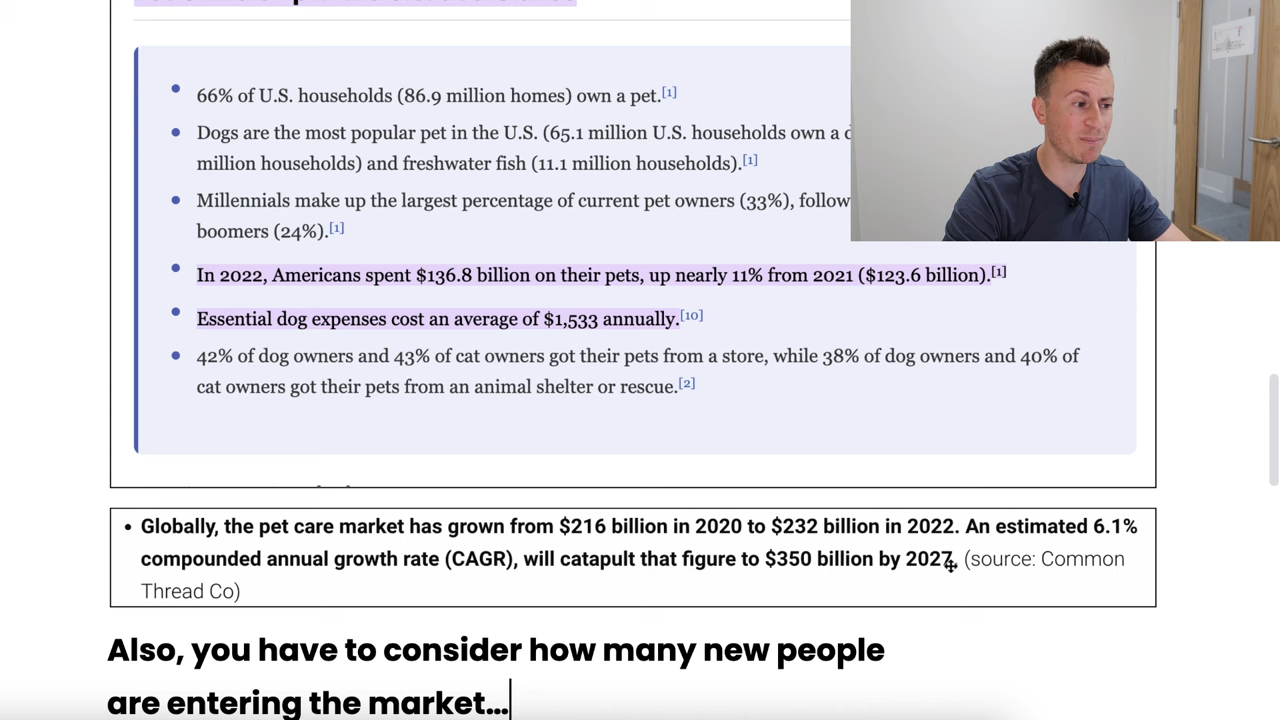 66% of U.S. households (86.9 million homes) own a pet.[1]
Dogs are the most popular pet in the U.S. (65.1 million U.S. households own a
million households) and freshwater fish (11.1 million households).[1]
Millennials make up the largest percentage of current pet owners (33%), follow
boomers (24%).[1]
In 2022, Americans spent $136.8 billion on their pets, up nearly 11% from 2021 ($123.6 billion).[1]
Essential dog expenses cost an average of $1,533 annually.[10]
42% of dog owners and 43% of cat owners got their pets from a store, while 38% of dog owners and 40% of
cat owners got their pets from an animal shelter or rescue.[2]
• Globally, the pet care market has grown from $216 billion in 2020 to $232 billion in 2022. An estimated 6.1%
compounded annual growth rate (CAGR), will catapult that figure to $350 billion by 2027. (source: Common
Thread Co)
Also, you have to consider how many new people
are entering the market...